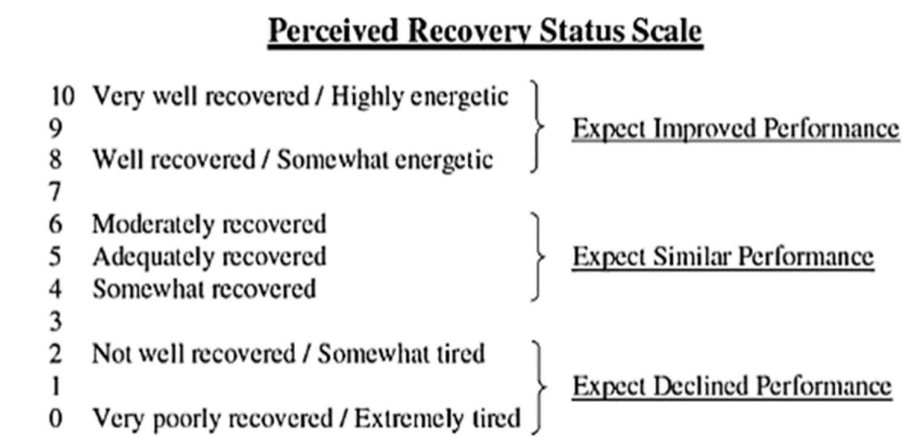 Perceived Recovery Status Scale
10 Very well recovered / Highly energetic
9
Expect Improved Performance
8 Well recovered / Somewhat energetic
7
6 Moderately recovered
5 Adequately recovered
Expect Similar Performance
4 Somewhat recovered
3
2 Not well recovered / Somewhat tired
1
Expect Declined Performance
0 Very poorly recovered / Extremely tired